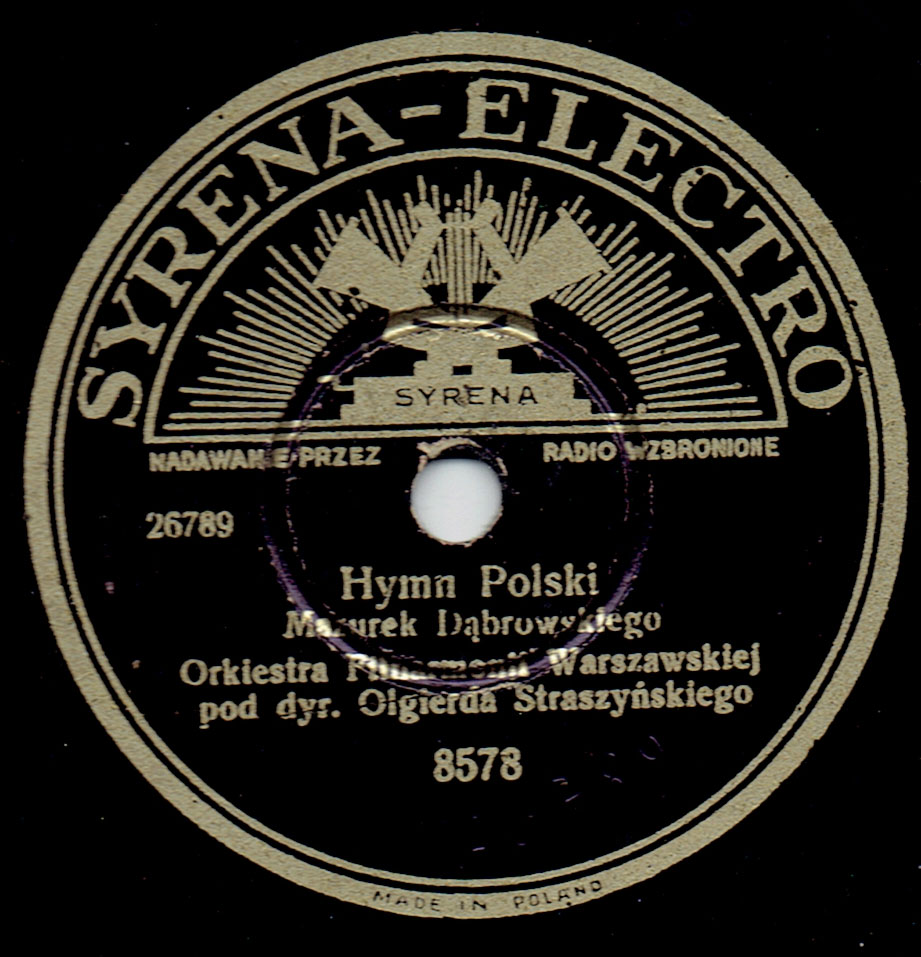 SYRENA-ELECTRO
SYRENA
NADAWANIE PRZEZ RADIO WZBRONIONE
26789
Hymn Polski
Mazurek Dąbrowskiego
Orkiestra Filharmonii Warszawskiej
pod dyr. Olgierda Straszyńskiego
8578
MADE IN POLAND